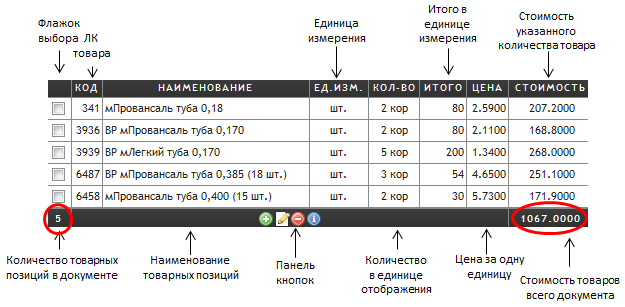 Флажок
выбора
ЛК
товара
Единица
измерения
Итого в
единице
измерения
Стоимость
указанного
количества товара
КОД НАИМЕНОВАНИЕ ЕД.ИЗМ. КОЛ-ВО ИТОГО ЦЕНА СТОИМОСТЬ
341 мПровансаль туба 0,18 шт. 2 кор 80 2.5900 207.2000
3936 BP мПровансаль туба 0,170 шт. 2 кор 80 2.1100 168.8000
3939 BP мЛегкий туба 0,170 шт. 5 кор 200 1.3400 268.0000
6487 BP мПровансаль туба 0,385 (18 шт.) шт. 3 кор 54 4.6500 251.1000
6458 мПровансаль туба 0,400 (15 шт.) шт. 2 кор 30 5.7300 171.9000
5 1067.0000
Количество товарных
позиций в документе
Наименование
товарных позиций
Панель
кнопок
Количество
в единице
отображения
Цена за одну
единицу
Стоимость товаров
всего документа